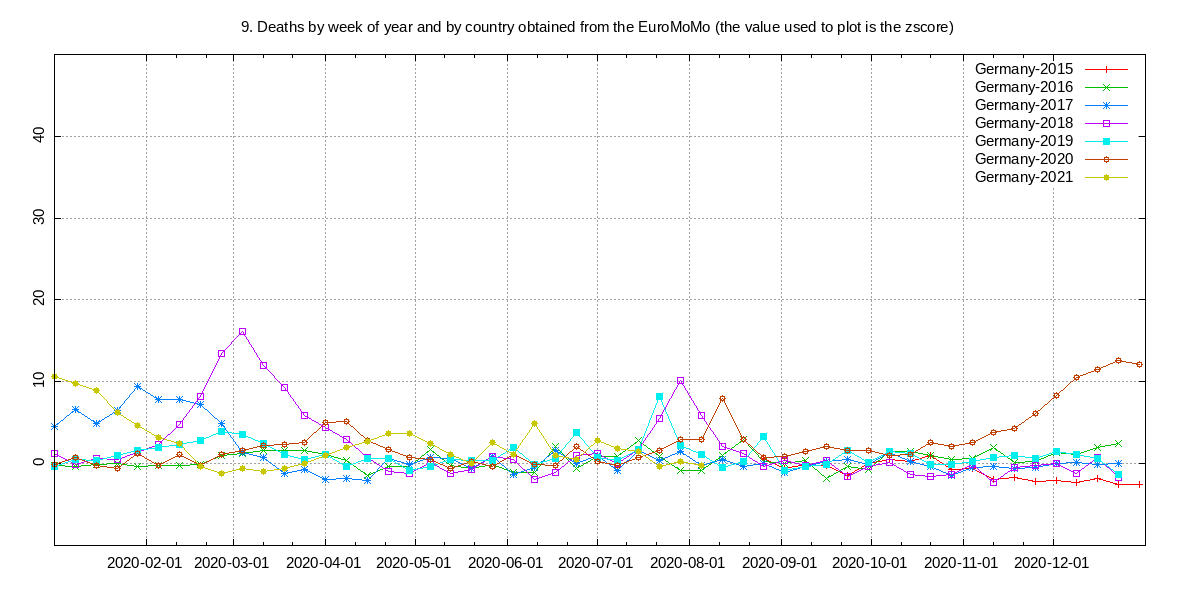 9. Deaths by week of year and by country obtained from the EuroMoMo (the value used to plot is the zscore)
Germany-2015
Germany-2016
Germany-2017
Germany-2018
Germany-2019
Germany-2020
Germany-2021
40
30
20
10
0
2020-02-01 2020-03-01 2020-04-01 2020-05-01 2020-06-01 2020-07-01 2020-08-01 2020-09-01 2020-10-01 2020-11-01 2020-12-01